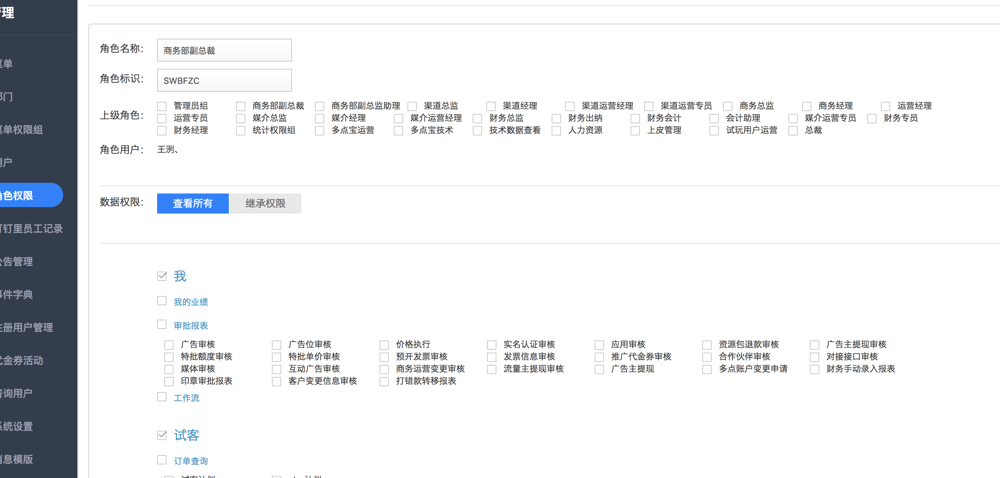 管理
菜单
部门
菜单权限组
用户
角色权限
钉钉里员工记录
公告管理
事件字典
注册用户管理
代金券活动
咨询用户
系统设置
消息模版
角色名称： 商务部副总裁
角色标识： SWBFZC
上级角色：
管理员组 商务部副总裁 商务部副总监助理 渠道总监 渠道经理 渠道运营经理 渠道运营专员 商务总监 商务经理 运营经理
运营专员 媒介总监 媒介经理 媒介运营经理 财务总监 财务出纳 财务会计 会计助理 媒介运营专员 财务专员
财务经理 统计权限组 多点宝运营 多点宝技术 技术数据查看 人力资源 上皮管理 试玩用户运营 总裁
角色用户： 王洌、
数据权限： 查看所有 继承权限
我
我的业绩
审批报表
广告审核 广告位审核 价格执行 实名认证审核 应用审核 资源包退款审核 广告主提现审核
特批额度审核 特批单价审核 预开发票审核 发票信息审核 推广代金券审核 合作伙伴审核 对接接口审核
媒体审核 互动广告审核 商务运营变更审核 流量主提现审核 广告主提现 多点账户变更申请 财务手动录入报表
印章审批报表 客户变更信息审核 打错款转移报表
工作流
试客
订单查询